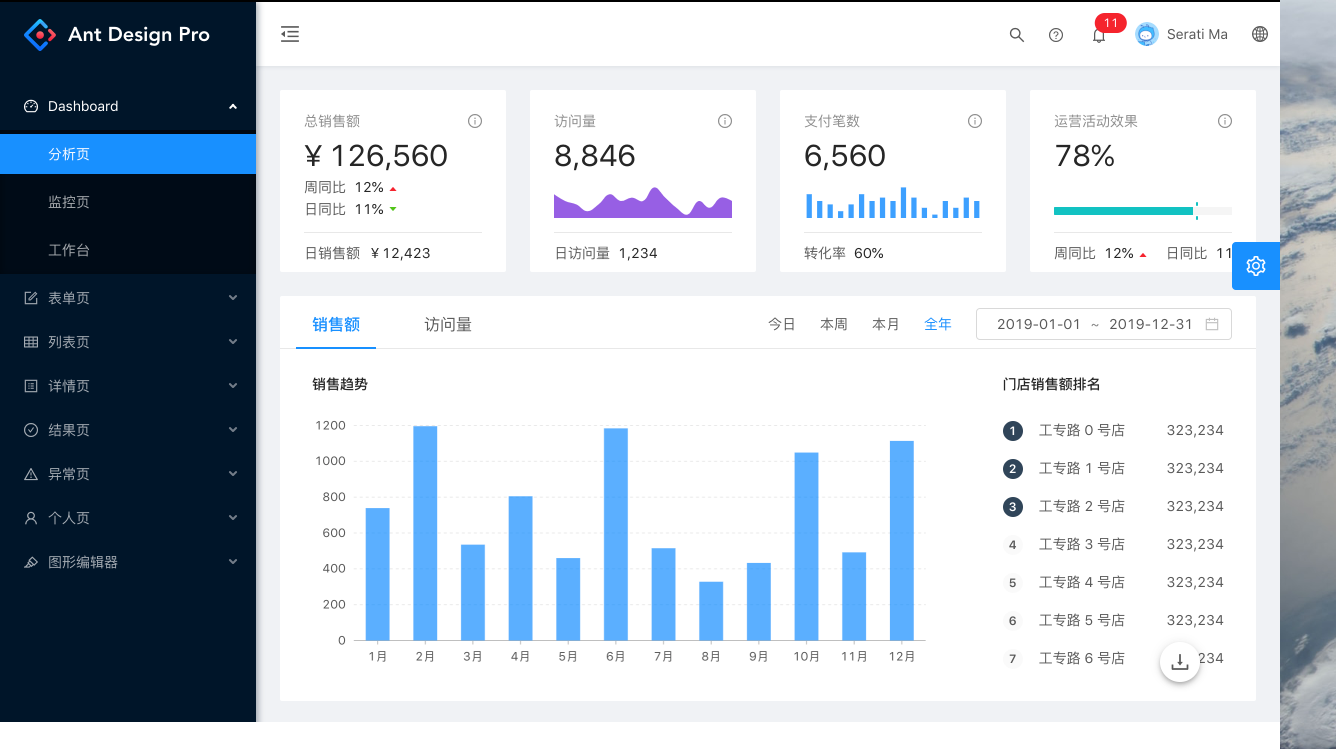 Ant Design Pro
11
Serati Ma
Dashboard
分析页
监控页
工作台
表单页
列表页
详情页
结果页
异常页
个人页
图形编辑器
总销售额
¥ 126,560
周同比 12%
日同比 11%
日销售额 ¥ 12,423
访问量
8,846
日访问量 1,234
支付笔数
6,560
转化率 60%
运营活动效果
78%
周同比 12% 日同比 11
销售额 访问量 今日 本周 本月 全年 2019-01-01 ~ 2019-12-31
销售趋势
1200
1000
800
600
400
200
0
1月 2月 3月 4月 5月 6月 7月 8月 9月 10月 11月 12月
门店销售额排名
1 工专路 0 号店 323,234
2 工专路 1 号店 323,234
3 工专路 2 号店 323,234
4 工专路 3 号店 323,234
5 工专路 4 号店 323,234
6 工专路 5 号店 323,234
7 工专路 6 号店 234